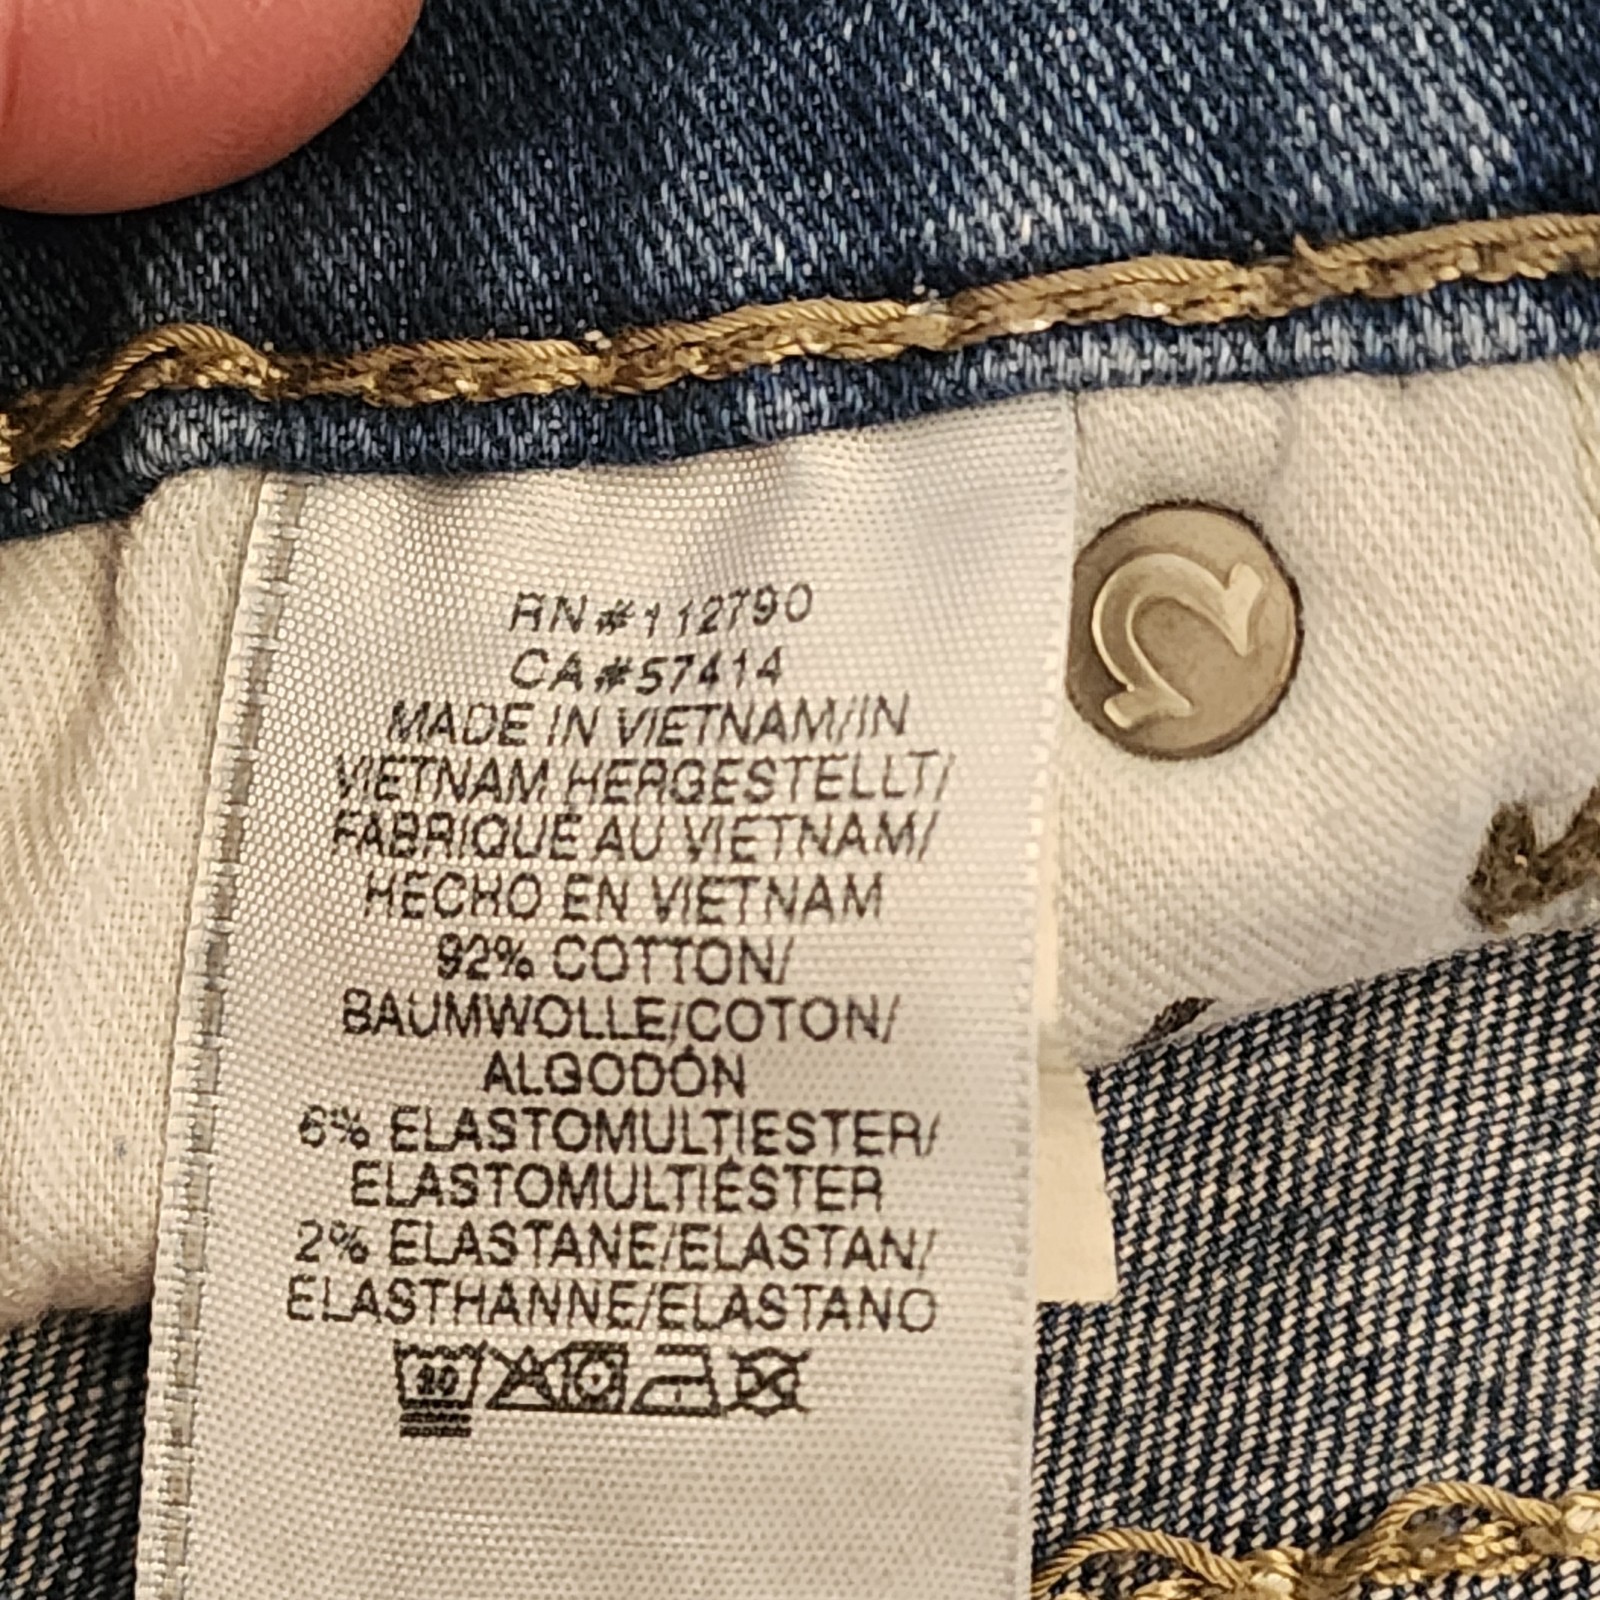 RN#112790
CA#57414
MADE IN VIETNAM/IN
VIETNAM HERGESTELLT/
FABRIQUÉ AU VIETNAM/
HECHO EN VIETNAM
92% COTTON/
BAUMWOLLE/COTON/
ALGODÓN
6% ELASTOMULTIESTER/
ELASTOMULTIÉSTER
2% ELASTANE/ELASTAN/
ELASTHANNE/ELASTANO